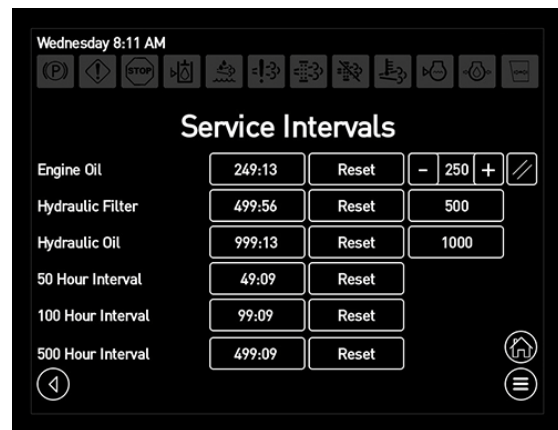 Wednesday 8:11 AM
(P) STOP
Service Intervals
Engine Oil 249:13 Reset - 250 +
Hydraulic Filter 499:56 Reset 500
Hydraulic Oil 999:13 Reset 1000
50 Hour Interval 49:09 Reset
100 Hour Interval 99:09 Reset
500 Hour Interval 499:09 Reset